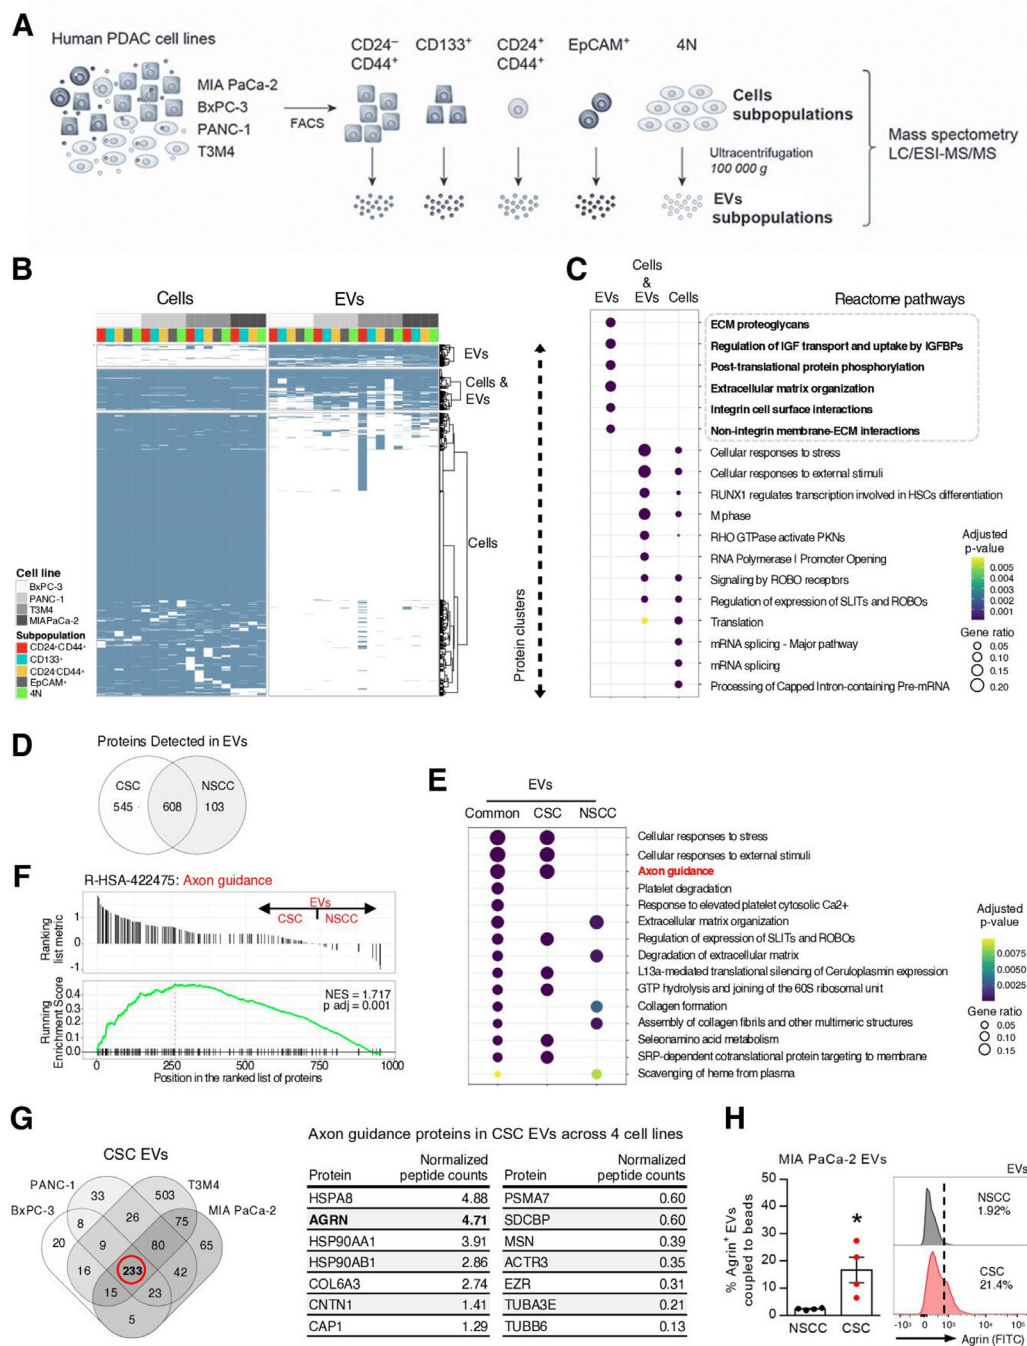 A
Human PDAC cell lines
MIA PaCa-2
BxPC-3
PANC-1
T3M4
FACS
CD24⁻
CD44⁺
CD133⁺
CD24⁺
CD44⁺
EpCAM⁺
4N
Cells
subpopulations
Ultracentrifugation
100 000 g
EVs
subpopulations
Mass spectometry
LC/ESI-MS/MS
B
Cells
EVs
EVs
Cells &
EVs
Cells
Protein clusters
Cell line
BxPC-3
PANC-1
T3M4
MIAPaCa-2
Subpopulation
CD24⁺CD44⁺
CD133⁺
CD24⁻CD44⁺
EpCAM⁺
4N
C
EVs
Cells
&
EVs
Cells
Reactome pathways
ECM proteoglycans
Regulation of IGF transport and uptake by IGFBPs
Post-translational protein phosphorylation
Extracellular matrix organization
Integrin cell surface interactions
Non-integrin membrane-ECM interactions
Cellular responses to stress
Cellular responses to external stimuli
RUNX1 regulates transcription involved in HSCs differentiation
M phase
RHO GTPase activate PKNs
RNA Polymerase I Promoter Opening
Signaling by ROBO receptors
Regulation of expression of SLITs and ROBOs
Translation
mRNA splicing - Major pathway
mRNA splicing
Processing of Capped Intron-containing Pre-mRNA
Adjusted
p-value
0.005
0.004
0.003
0.002
0.001
Gene ratio
0.05
0.10
0.15
0.20
D
Proteins Detected in EVs
CSC
545
608
NSCC
103
E
EVs
Common CSC NSCC
Cellular responses to stress
Cellular responses to external stimuli
Axon guidance
Platelet degradation
Response to elevated platelet cytosolic Ca2+
Extracellular matrix organization
Regulation of expression of SLITs and ROBOs
Degradation of extracellular matrix
L13a-mediated translational silencing of Ceruloplasmin expression
GTP hydrolysis and joining of the 60S ribosomal unit
Collagen formation
Assembly of collagen fibrils and other multimeric structures
Seleonamino acid metabolism
SRP-dependent cotranslational protein targeting to membrane
Scavenging of heme from plasma
Adjusted
p-value
0.0075
0.0050
0.0025
Gene ratio
0.05
0.10
0.15
F
R-HSA-422475: Axon guidance
EVs
CSC NSCC
Ranking
list metric
1
0
-1
NES = 1.717
p adj = 0.001
Running
Enrichment Score
0.4
0.3
0.2
0.1
0.0
0 250 500 750 1000
Position in the ranked list of proteins
G
CSC EVs
PANC-1
T3M4
BxPC-3
MIA PaCa-2
33 503
8 26 75
20 9 80 65
16 233 42
15 23
5
Axon guidance proteins in CSC EVs across 4 cell lines
Protein Normalized peptide counts Protein Normalized peptide counts
HSPA8 4.88 PSMA7 0.60
AGRN 4.71 SDCBP 0.60
HSP90AA1 3.91 MSN 0.39
HSP90AB1 2.86 ACTR3 0.35
COL6A3 2.74 EZR 0.31
CNTN1 1.41 TUBA3E 0.21
CAP1 1.29 TUBB6 0.13
H
MIA PaCa-2 EVs
% Agrin⁺ EVs
coupled to beads
50
40
30
20
10
0
*
NSCC CSC
EVs
NSCC
1.92%
CSC
21.4%
-10³ 0 10³ 10⁴ 10⁵
Agrin (FITC)